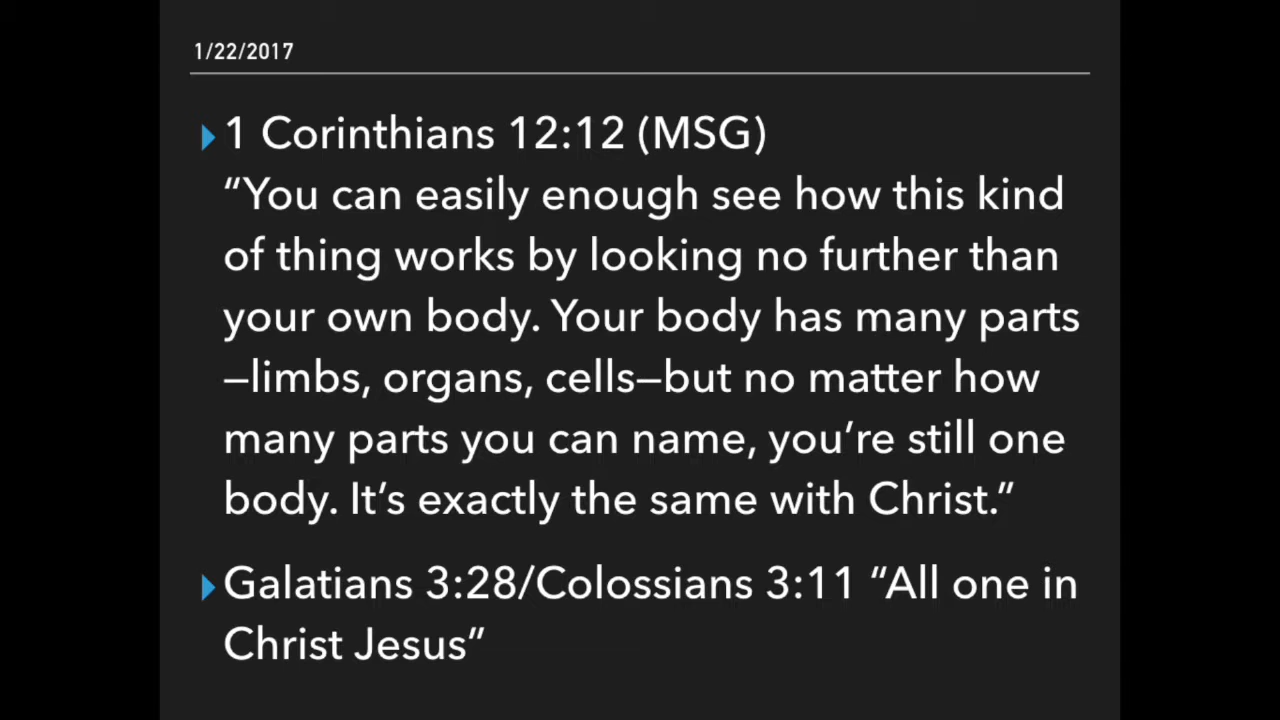 1/22/2017
1 Corinthians 12:12 (MSG)
“You can easily enough see how this kind
of thing works by looking no further than
your own body. Your body has many parts
—limbs, organs, cells—but no matter how
many parts you can name, you’re still one
body. It’s exactly the same with Christ.”
Galatians 3:28/Colossians 3:11 “All one in
Christ Jesus”